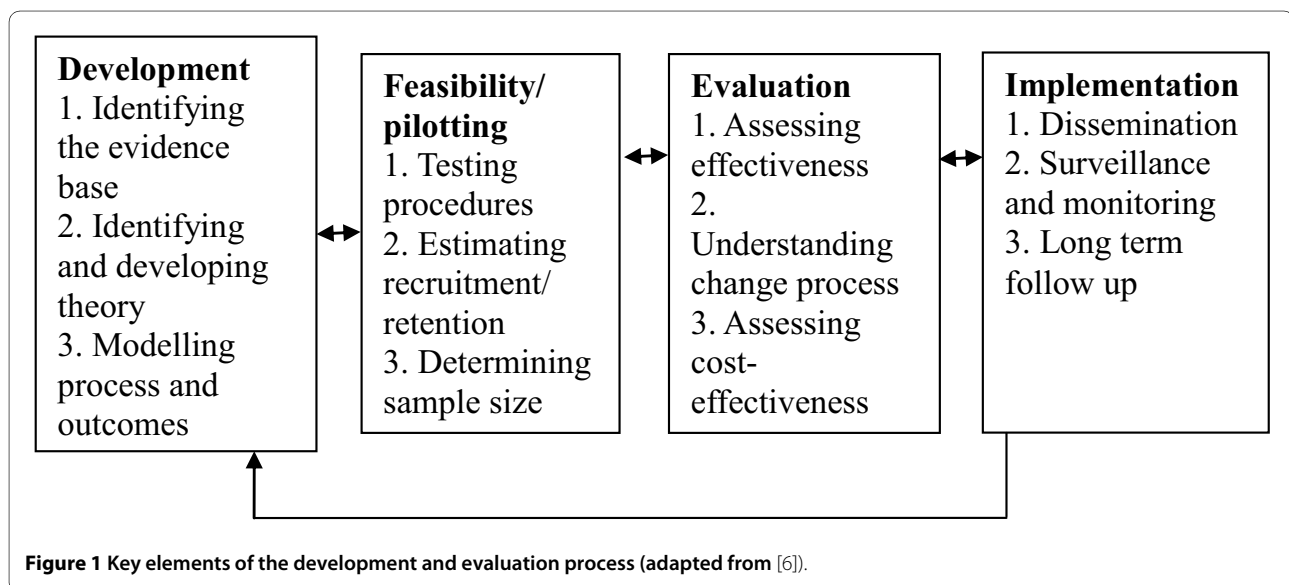 Development
1. Identifying
the evidence
base
2. Identifying
and developing
theory
3. Modelling
process and
outcomes
Feasibility/
pilotting
1. Testing
procedures
2. Estimating
recruitment/
retention
3. Determining
sample size
Evaluation
1. Assessing
effectiveness
2.
Understanding
change process
3. Assessing
cost-
effectiveness
Implementation
1. Dissemination
2. Surveillance
and monitoring
3. Long term
follow up
Figure 1 Key elements of the development and evaluation process (adapted from [6]).